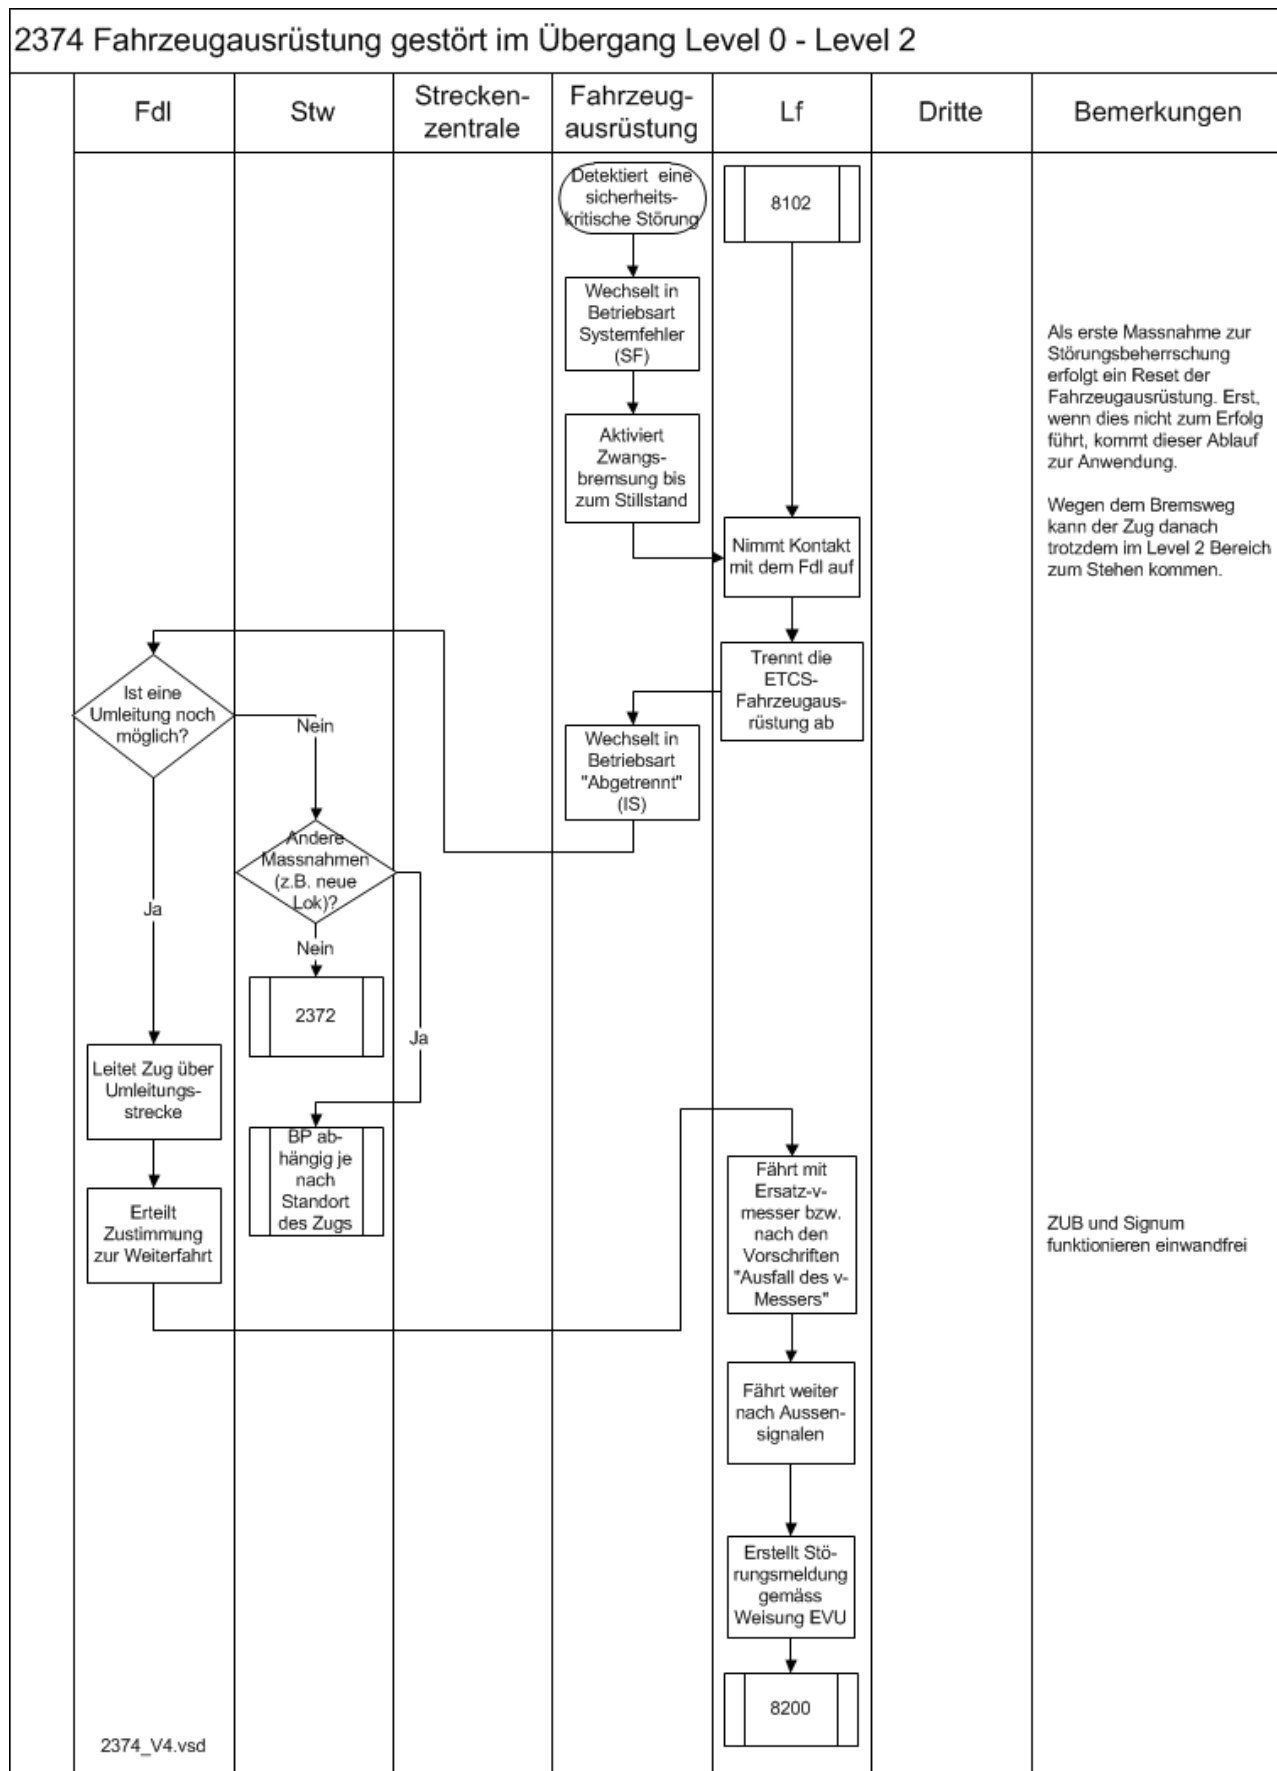 2374 Fahrzeugausrüstung gestört im Übergang Level 0 - Level 2
Fdl
Stw
Strecken-
zentrale
Fahrzeug-
ausrüstung
Lf
Dritte
Bemerkungen
Detektiert eine
sicherheits-
kritische Störung
8102
Wechselt in
Betriebsart
Systemfehler
(SF)
Als erste Massnahme zur
Störungsbeherrschung
erfolgt ein Reset der
Fahrzeugausrüstung. Erst,
wenn dies nicht zum Erfolg
führt, kommt dieser Ablauf
zur Anwendung.
Aktiviert
Zwangs-
bremsung bis
zum Stillstand
Wegen dem Bremsweg
kann der Zug danach
trotzdem im Level 2 Bereich
zum Stehen kommen.
Nimmt Kontakt
mit dem Fdl auf
Trennt die
ETCS-
Fahrzeugaus-
rüstung ab
Ist eine
Umleitung noch
möglich?
Nein
Wechselt in
Betriebsart
"Abgetrennt"
(IS)
Andere
Massnahmen
(z.B. neue
Lok)?
Ja
Nein
2372
Ja
Leitet Zug über
Umleitungs-
strecke
BP ab-
hängig je
nach
Standort
des Zugs
Fährt mit
Ersatz-v-
messer bzw.
nach den
Vorschriften
"Ausfall des v-
Messers"
Erteilt
Zustimmung
zur Weiterfahrt
ZUB und Signum
funktionieren einwandfrei
Fährt weiter
nach Aussen-
signalen
Erstellt Stö-
rungsmeldung
gemäss
Weisung EVU
8200
2374_V4.vsd